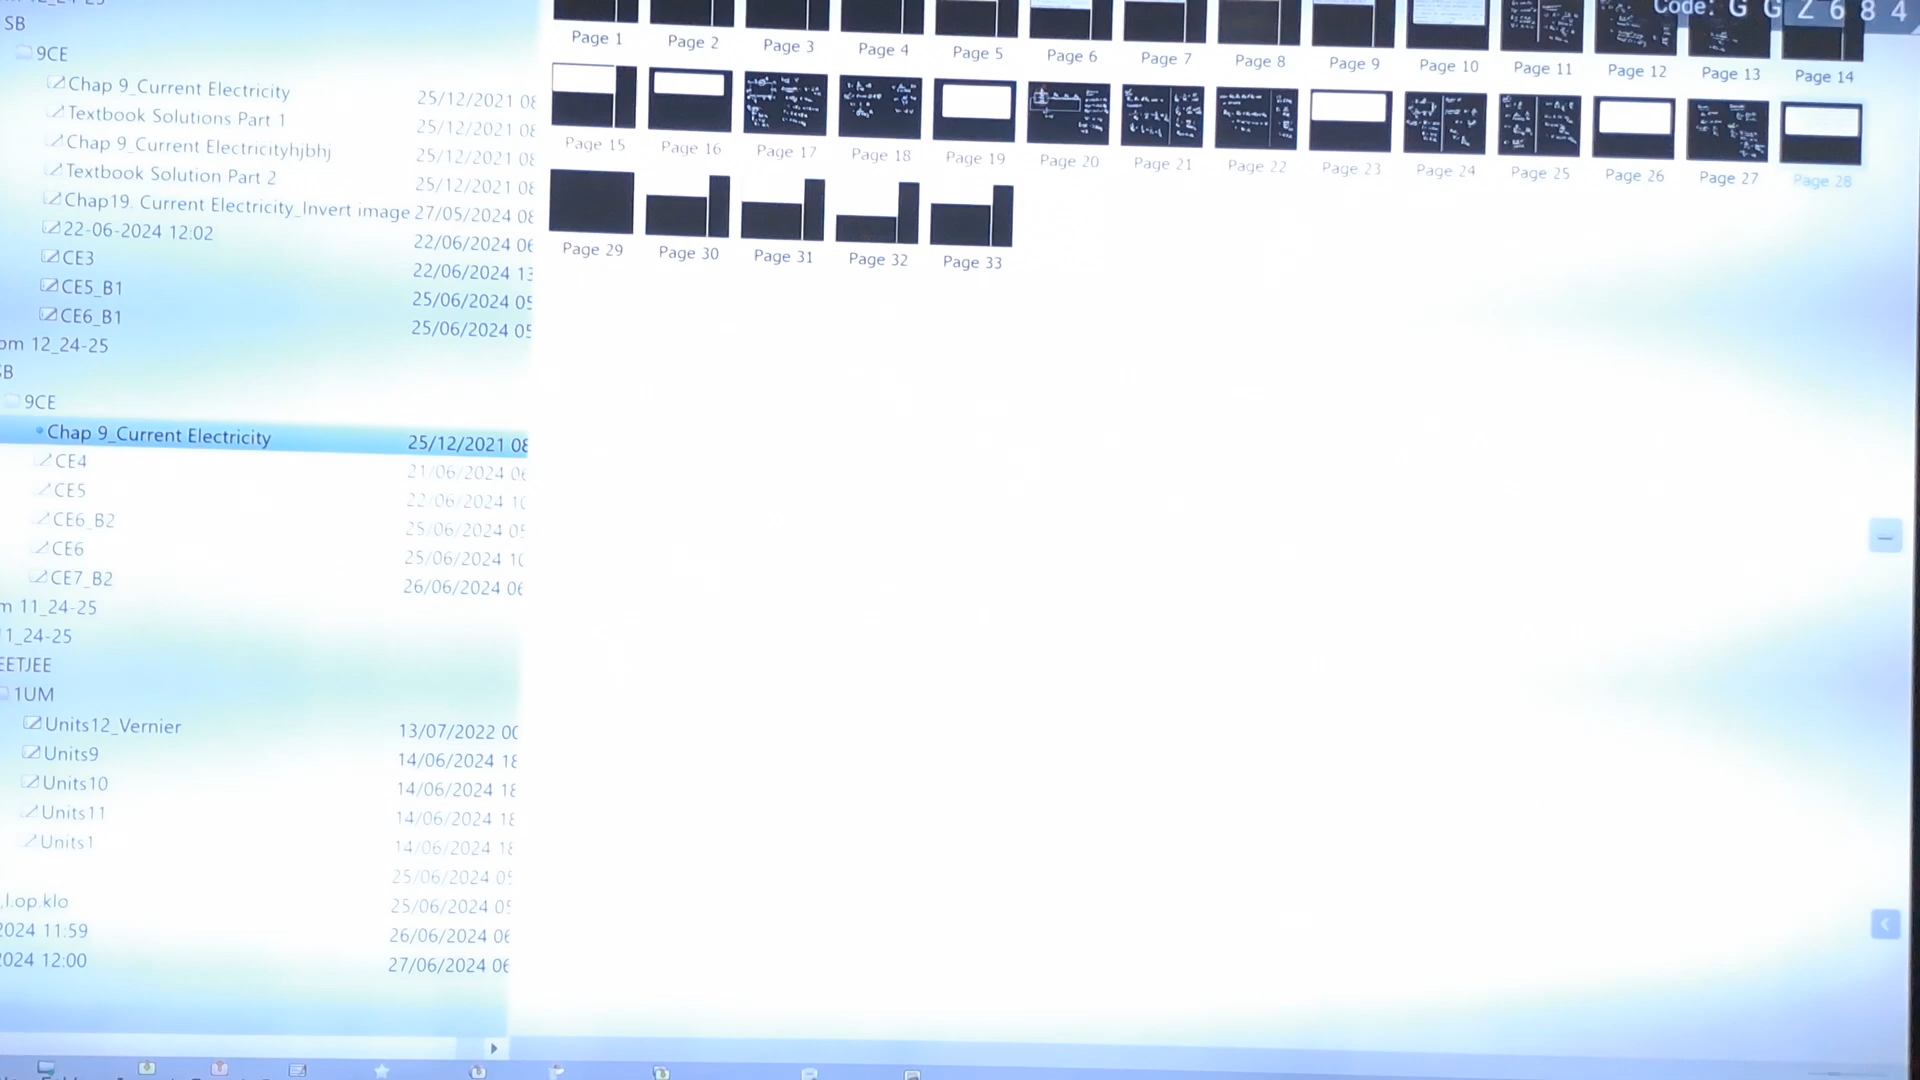 Code: G G Z 6 8 4
SB
9CE
Chap 9_Current Electricity 25/12/2021 08
Textbook Solutions Part 1 25/12/2021 08
Chap 9_Current Electricityhjbhj 25/12/2021 08
Textbook Solution Part 2 25/12/2021 08
Chap19. Current Electricity_Invert image 27/05/2024 08
22-06-2024 12:02 22/06/2024 06
CE3 22/06/2024 13
CE5_B1 25/06/2024 05
CE6_B1 25/06/2024 05
om 12_24-25
SB
9CE
Chap 9_Current Electricity 25/12/2021 08
CE4 21/06/2024 06
CE5 22/06/2024 10
CE6_B2 25/06/2024 05
CE6 25/06/2024 10
CE7_B2 26/06/2024 06
m 11_24-25
1_24-25
EETJEE
1UM
Units12_Vernier 13/07/2022 00
Units9 14/06/2024 18
Units10 14/06/2024 18
Units11 14/06/2024 18
Units1 14/06/2024 18
25/06/2024 05
,l.op.klo 25/06/2024 05
2024 11:59 26/06/2024 06
2024 12:00 27/06/2024 06
Page 1 Page 2 Page 3 Page 4 Page 5 Page 6 Page 7 Page 8 Page 9 Page 10 Page 11 Page 12 Page 13 Page 14
Page 15 Page 16 Page 17 Page 18 Page 19 Page 20 Page 21 Page 22 Page 23 Page 24 Page 25 Page 26 Page 27 Page 28
Page 29 Page 30 Page 31 Page 32 Page 33